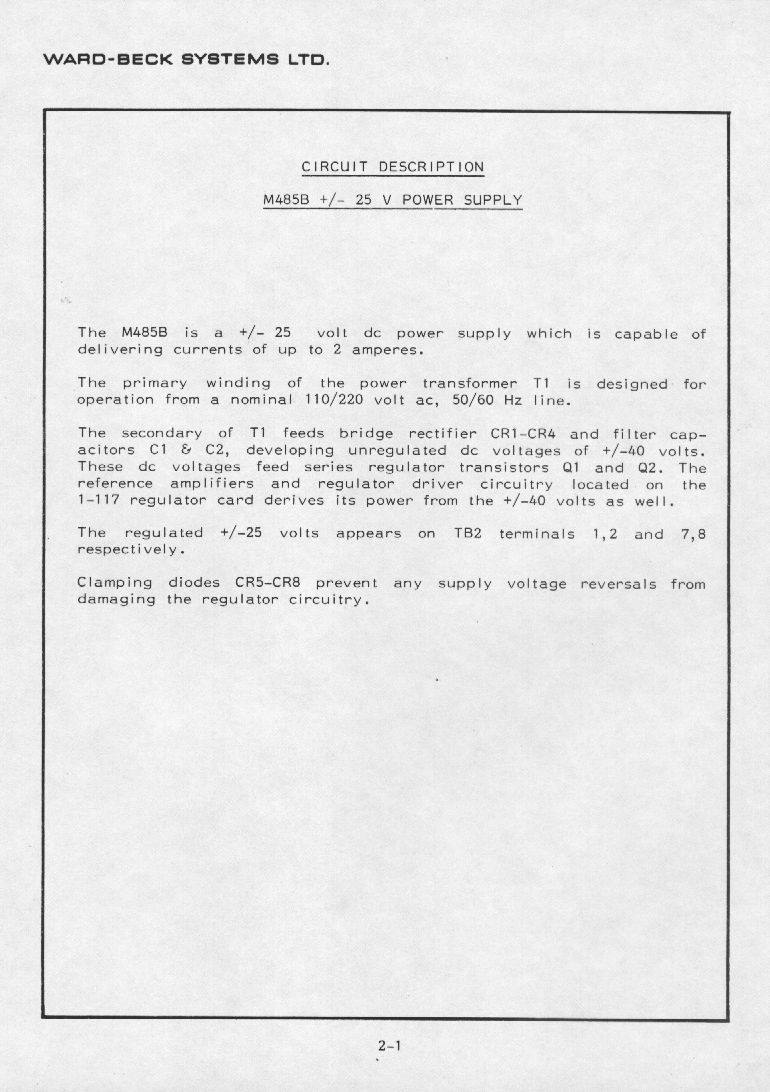 WARD-BECK SYSTEMS LTD.
CIRCUIT DESCRIPTION
M485B +/- 25 V POWER SUPPLY
The M485B is a +/- 25 volt dc power supply which is capable of
delivering currents of up to 2 amperes.
The primary winding of the power transformer T1 is designed for
operation from a nominal 110/220 volt ac, 50/60 Hz line.
The secondary of T1 feeds bridge rectifier CR1-CR4 and filter cap-
acitors C1 & C2, developing unregulated dc voltages of +/-40 volts.
These dc voltages feed series regulator transistors Q1 and Q2. The
reference amplifiers and regulator driver circuitry located on the
1-117 regulator card derives its power from the +/-40 volts as well.
The regulated +/-25 volts appears on TB2 terminals 1,2 and 7,8
respectively.
Clamping diodes CR5-CR8 prevent any supply voltage reversals from
damaging the regulator circuitry.
2-1